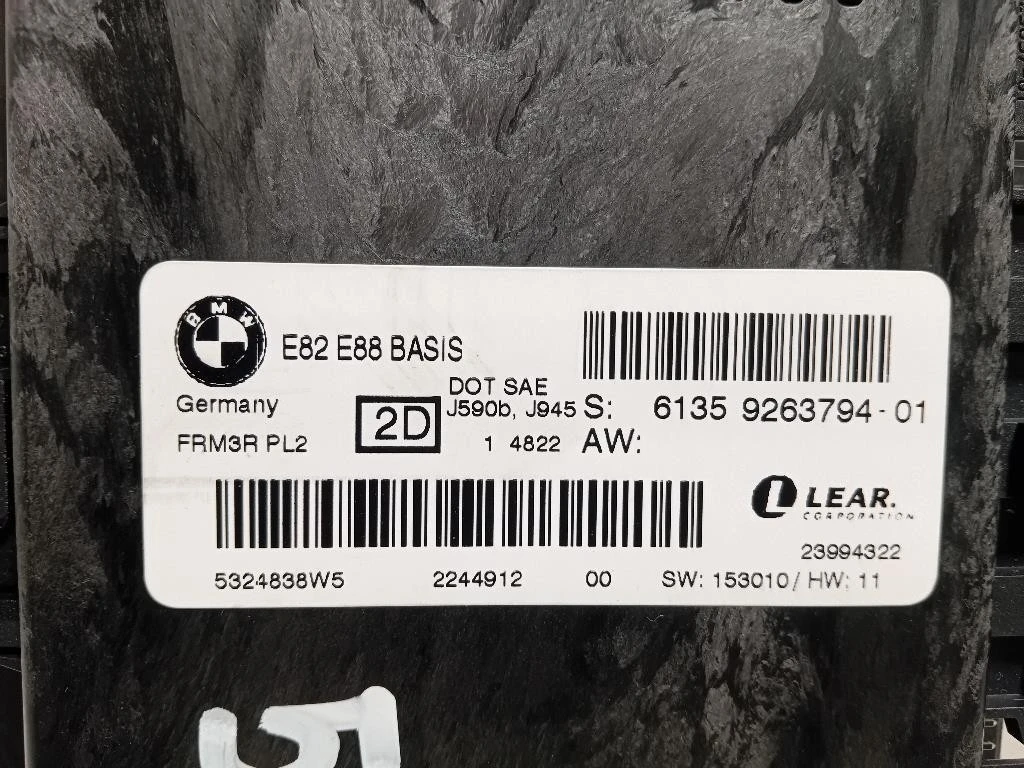 BMW
E82 E88 BASIS
Germany
FRM3R PL2
2D
DOT SAE
J590b, J945
1 4822
S: 6135 9263794-01
AW:
LEAR.
CORPORATION
23994322
5324838W5 2244912 00 SW: 153010/ HW: 11
5